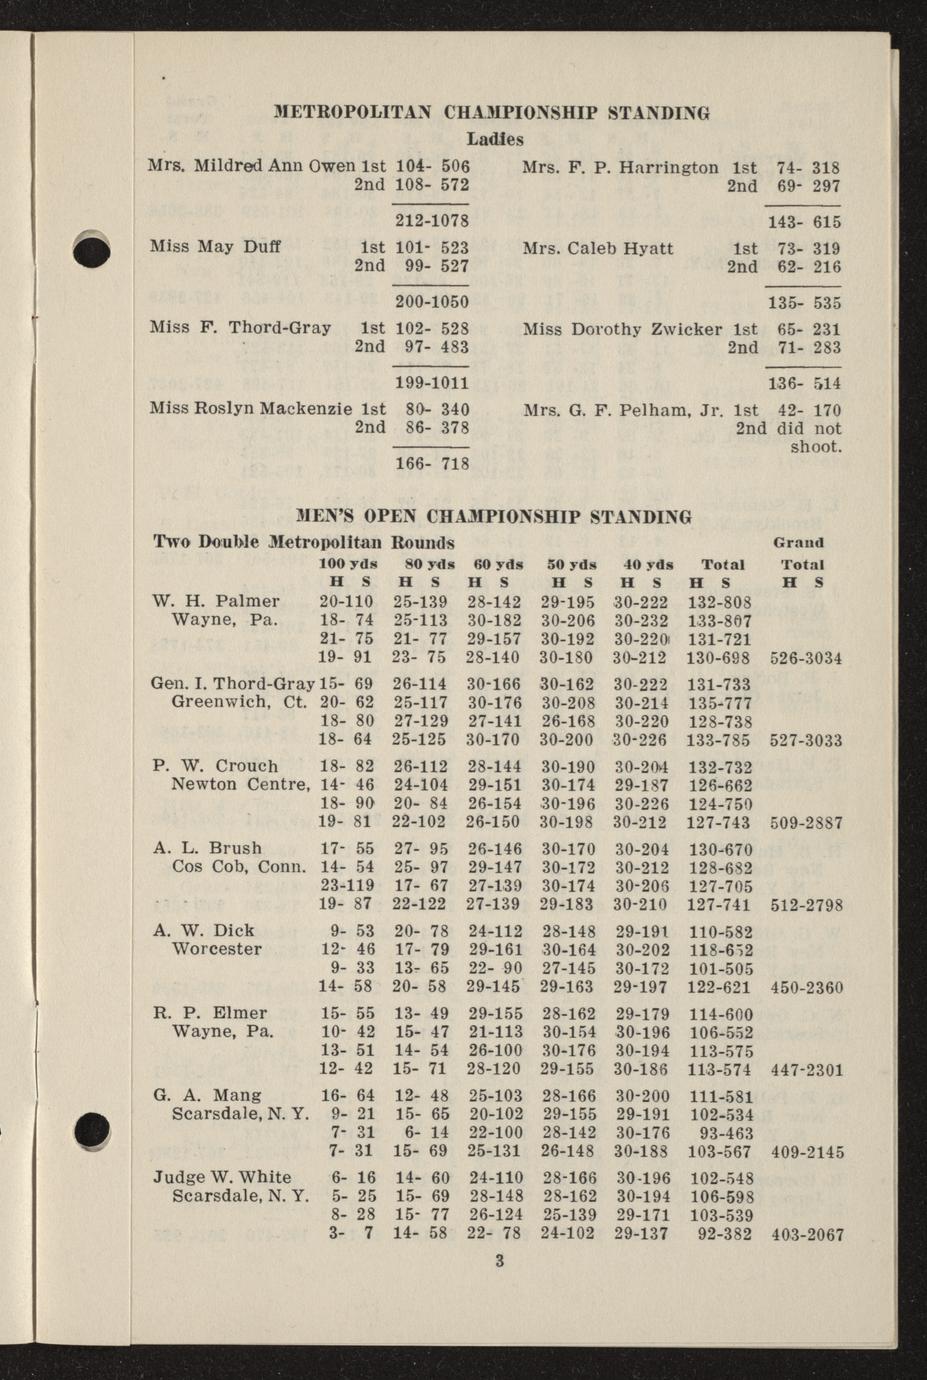 METROPOLITAN CHAMPIONSHIP STANDING
Ladies
Mrs. Mildred Ann Owen 1st 104- 506
2nd 108- 572
212-1078
Miss May Duff 1st 101- 523
2nd 99- 527
200-1050
Miss F. Thord-Gray 1st 102- 528
2nd 97- 483
199-1011
Miss Roslyn Mackenzie 1st 80- 340
2nd 86- 378
166- 718
Mrs. F. P. Harrington 1st 74- 318
2nd 69- 297
143- 615
Mrs. Caleb Hyatt 1st 73- 319
2nd 62- 216
135- 535
Miss Dorothy Zwicker 1st 65- 231
2nd 71- 283
136- 514
Mrs. G. F. Pelham, Jr. 1st 42- 170
2nd did not
shoot.
MEN'S OPEN CHAMPIONSHIP STANDING
Two Double Metropolitan Rounds Grand
100 yds 80 yds 60 yds 50 yds 40 yds Total Total
H S H S H S H S H S H S H S
W. H. Palmer 20-110 25-139 28-142 29-195 30-222 132-808
Wayne, Pa. 18- 74 25-113 30-182 30-206 30-232 133-807
21- 75 21- 77 29-157 30-192 30-220 131-721
19- 91 23- 75 28-140 30-180 30-212 130-698 526-3034
Gen. I. Thord-Gray 15- 69 26-114 30-166 30-162 30-222 131-733
Greenwich, Ct. 20- 62 25-117 30-176 30-208 30-214 135-777
18- 80 27-129 27-141 26-168 30-220 128-738
18- 64 25-125 30-170 30-200 30-226 133-785 527-3033
P. W. Crouch 18- 82 26-112 28-144 30-190 30-204 132-732
Newton Centre, 14- 46 24-104 29-151 30-174 29-187 126-662
18- 90 20- 84 26-154 30-196 30-226 124-750
19- 81 22-102 26-150 30-198 30-212 127-743 509-2887
A. L. Brush 17- 55 27- 95 26-146 30-170 30-204 130-670
Cos Cob, Conn. 14- 54 25- 97 29-147 30-172 30-212 128-682
23-119 17- 67 27-139 30-174 30-206 127-705
19- 87 22-122 27-139 29-183 30-210 127-741 512-2798
A. W. Dick 9- 53 20- 78 24-112 28-148 29-191 110-582
Worcester 12- 46 17- 79 29-161 30-164 30-202 118-652
9- 33 13- 65 22- 90 27-145 30-172 101-505
14- 58 20- 58 29-145 29-163 29-197 122-621 450-2360
R. P. Elmer 15- 55 13- 49 29-155 28-162 29-179 114-600
Wayne, Pa. 10- 42 15- 47 21-113 30-154 30-196 106-552
13- 51 14- 54 26-100 30-176 30-194 113-575
12- 42 15- 71 28-120 29-155 30-186 113-574 447-2301
G. A. Mang 16- 64 12- 48 25-103 28-166 30-200 111-581
Scarsdale, N. Y. 9- 21 15- 65 20-102 29-155 29-191 102-534
7- 31 6- 14 22-100 28-142 30-176 93-463
7- 31 15- 69 25-131 26-148 30-188 103-567 409-2145
Judge W. White 6- 16 14- 60 24-110 28-166 30-196 102-548
Scarsdale, N. Y. 5- 25 15- 69 28-148 28-162 30-194 106-598
8- 28 15- 77 26-124 25-139 29-171 103-539
3- 7 14- 58 22- 78 24-102 29-137 92-382 403-2067
3